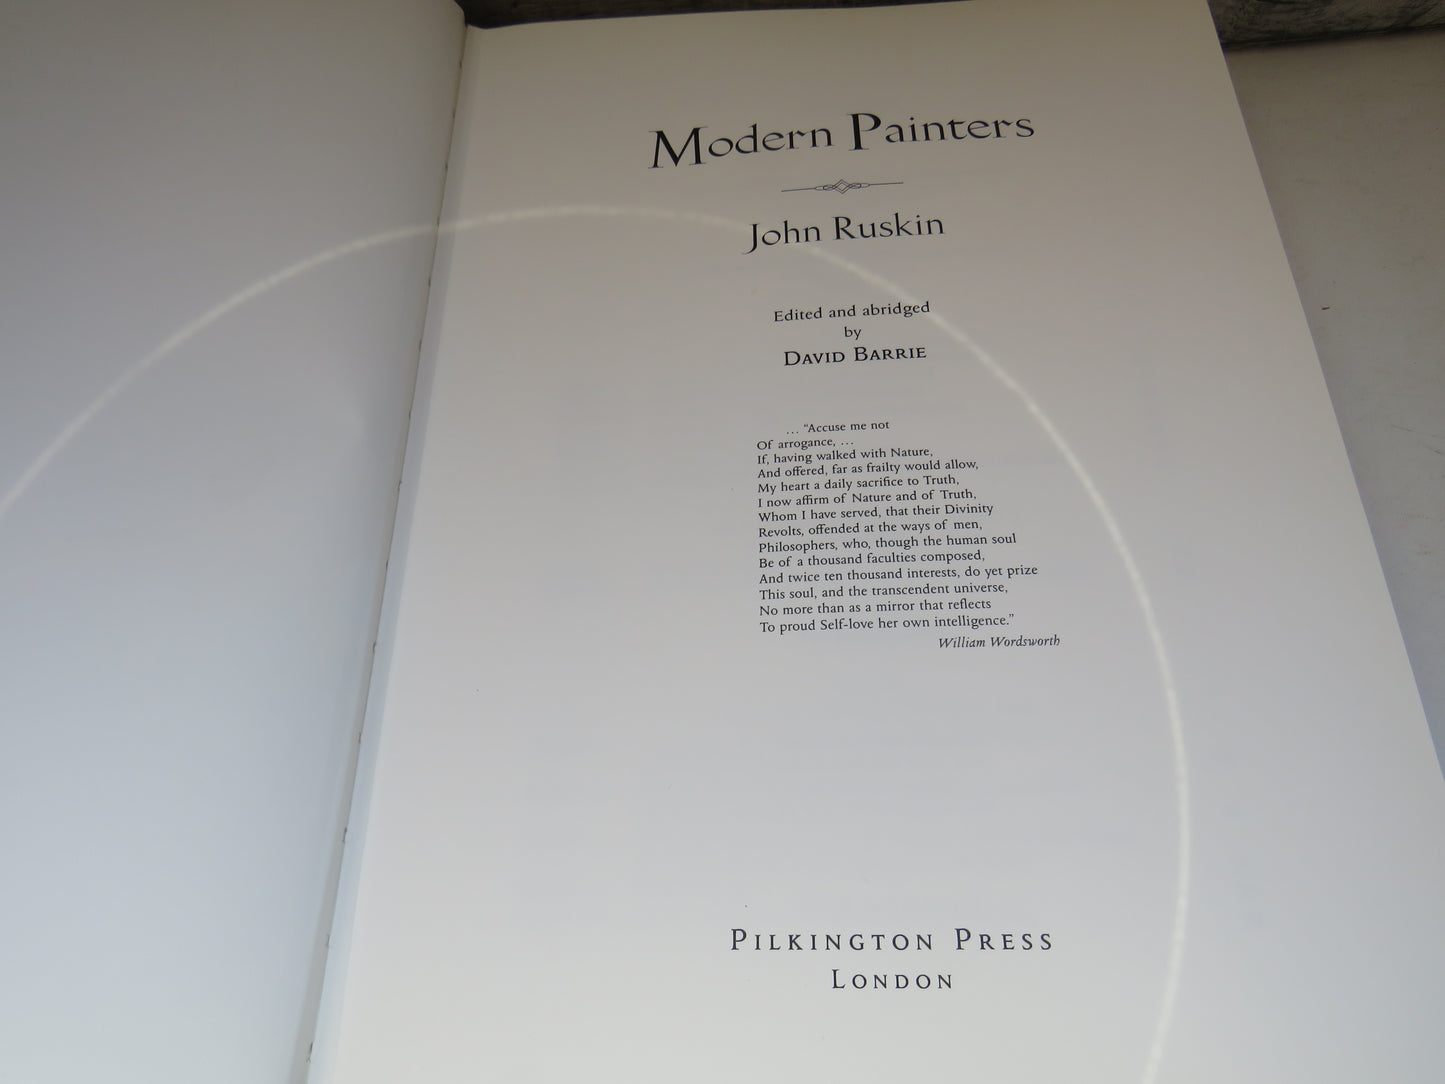 Modern Painters
John Ruskin
Edited and abridged
by
DAVID BARRIE
... “Accuse me not
Of arrogance, ...
If, having walked with Nature,
And offered, far as frailty would allow,
My heart a daily sacrifice to Truth,
I now affirm of Nature and of Truth,
Whom I have served, that their Divinity
Revolts, offended at the ways of men,
Philosophers, who, though the human soul
Be of a thousand faculties composed,
And twice ten thousand interests, do yet prize
This soul, and the transcendent universe,
No more than as a mirror that reflects
To proud Self-love her own intelligence.”
William Wordsworth
PILKINGTON PRESS
LONDON